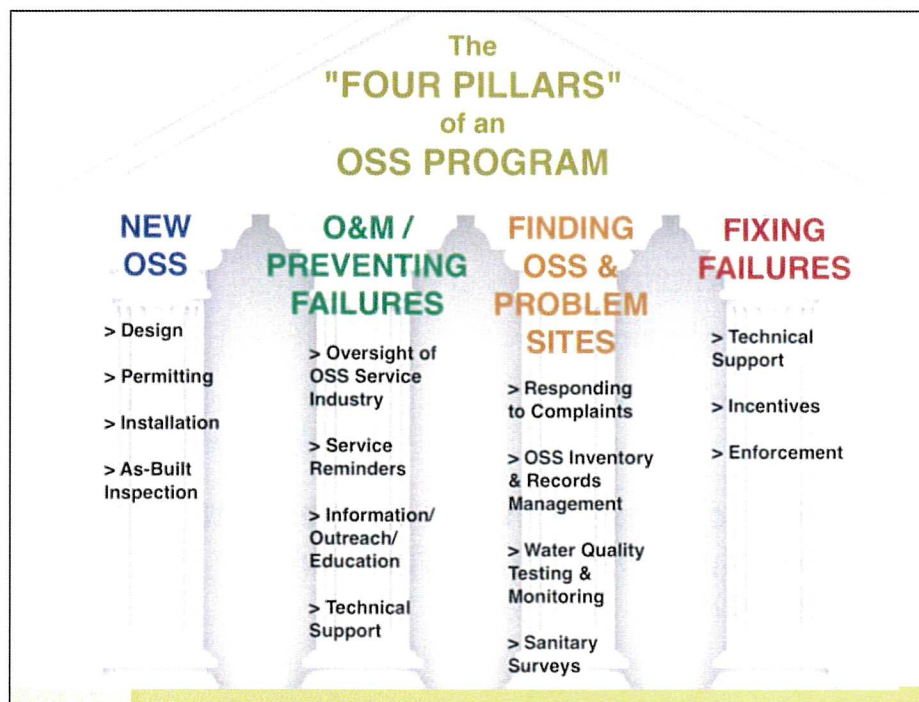 The
"FOUR PILLARS"
of an
OSS PROGRAM
NEW
OSS
> Design
> Permitting
> Installation
> As-Built
Inspection
O&M /
PREVENTING
FAILURES
> Oversight of
OSS Service
Industry
> Service
Reminders
> Information/
Outreach/
Education
> Technical
Support
FINDING
OSS &
PROBLEM
SITES
> Responding
to Complaints
> OSS Inventory
& Records
Management
> Water Quality
Testing &
Monitoring
> Sanitary
Surveys
FIXING
FAILURES
> Technical
Support
> Incentives
> Enforcement